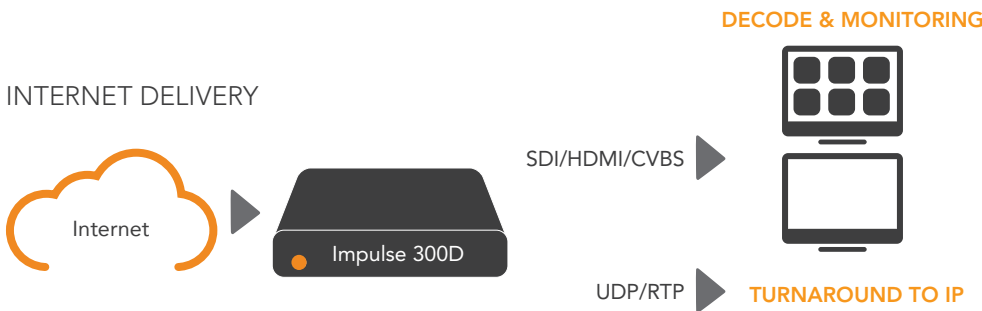 DECODE & MONITORING
INTERNET DELIVERY
SDI/HDMI/CVBS
Internet
Impulse 300D
UDP/RTP
TURNAROUND TO IP